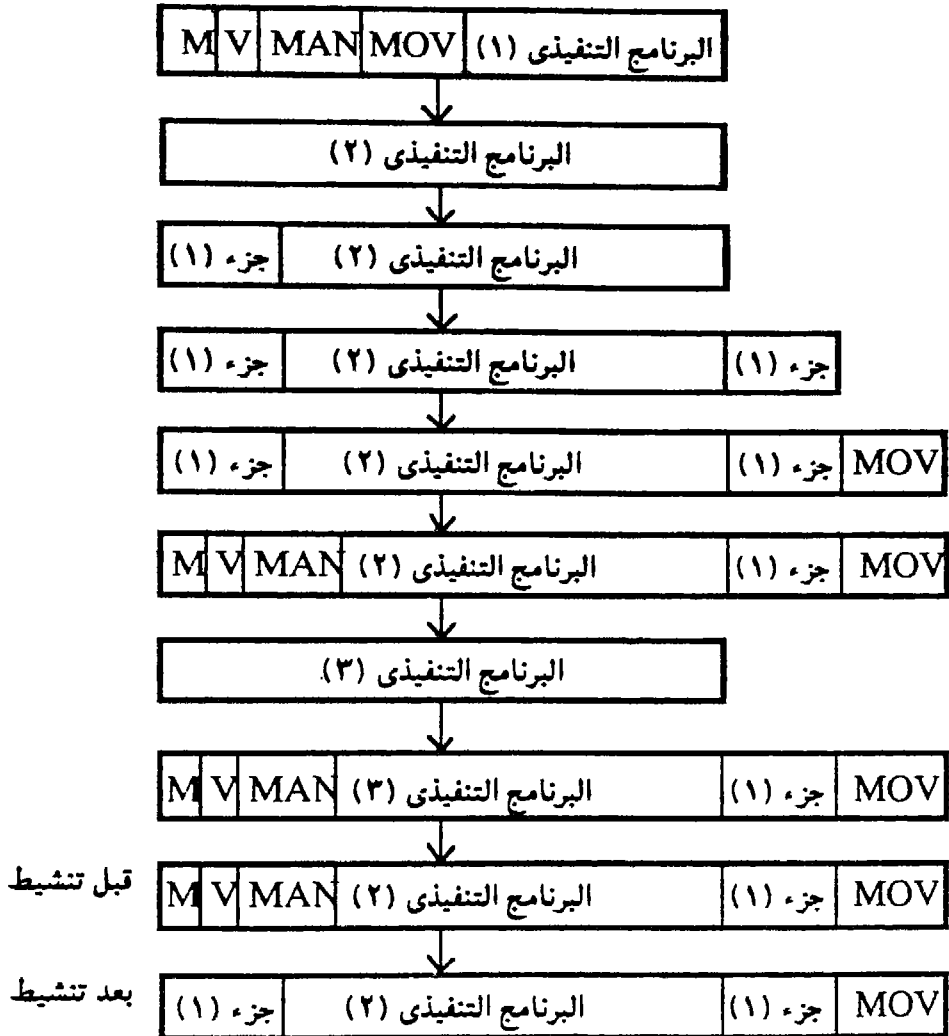 M V MAN MOV البرنامج التنفيذى (١)
البرنامج التنفيذى (٢)
جزء (١) البرنامج التنفيذى (٢)
جزء (١) البرنامج التنفيذى (٢) جزء (١)
جزء (١) البرنامج التنفيذى (٢) جزء (١) MOV
M V MAN البرنامج التنفيذى (٢) جزء (١) MOV
البرنامج التنفيذى (٣)
M V MAN البرنامج التنفيذى (٣) جزء (١) MOV
قبل تنشيط M V MAN البرنامج التنفيذى (٢) جزء (١) MOV
بعد تنشيط جزء (١) البرنامج التنفيذى (٢) جزء (١) MOV